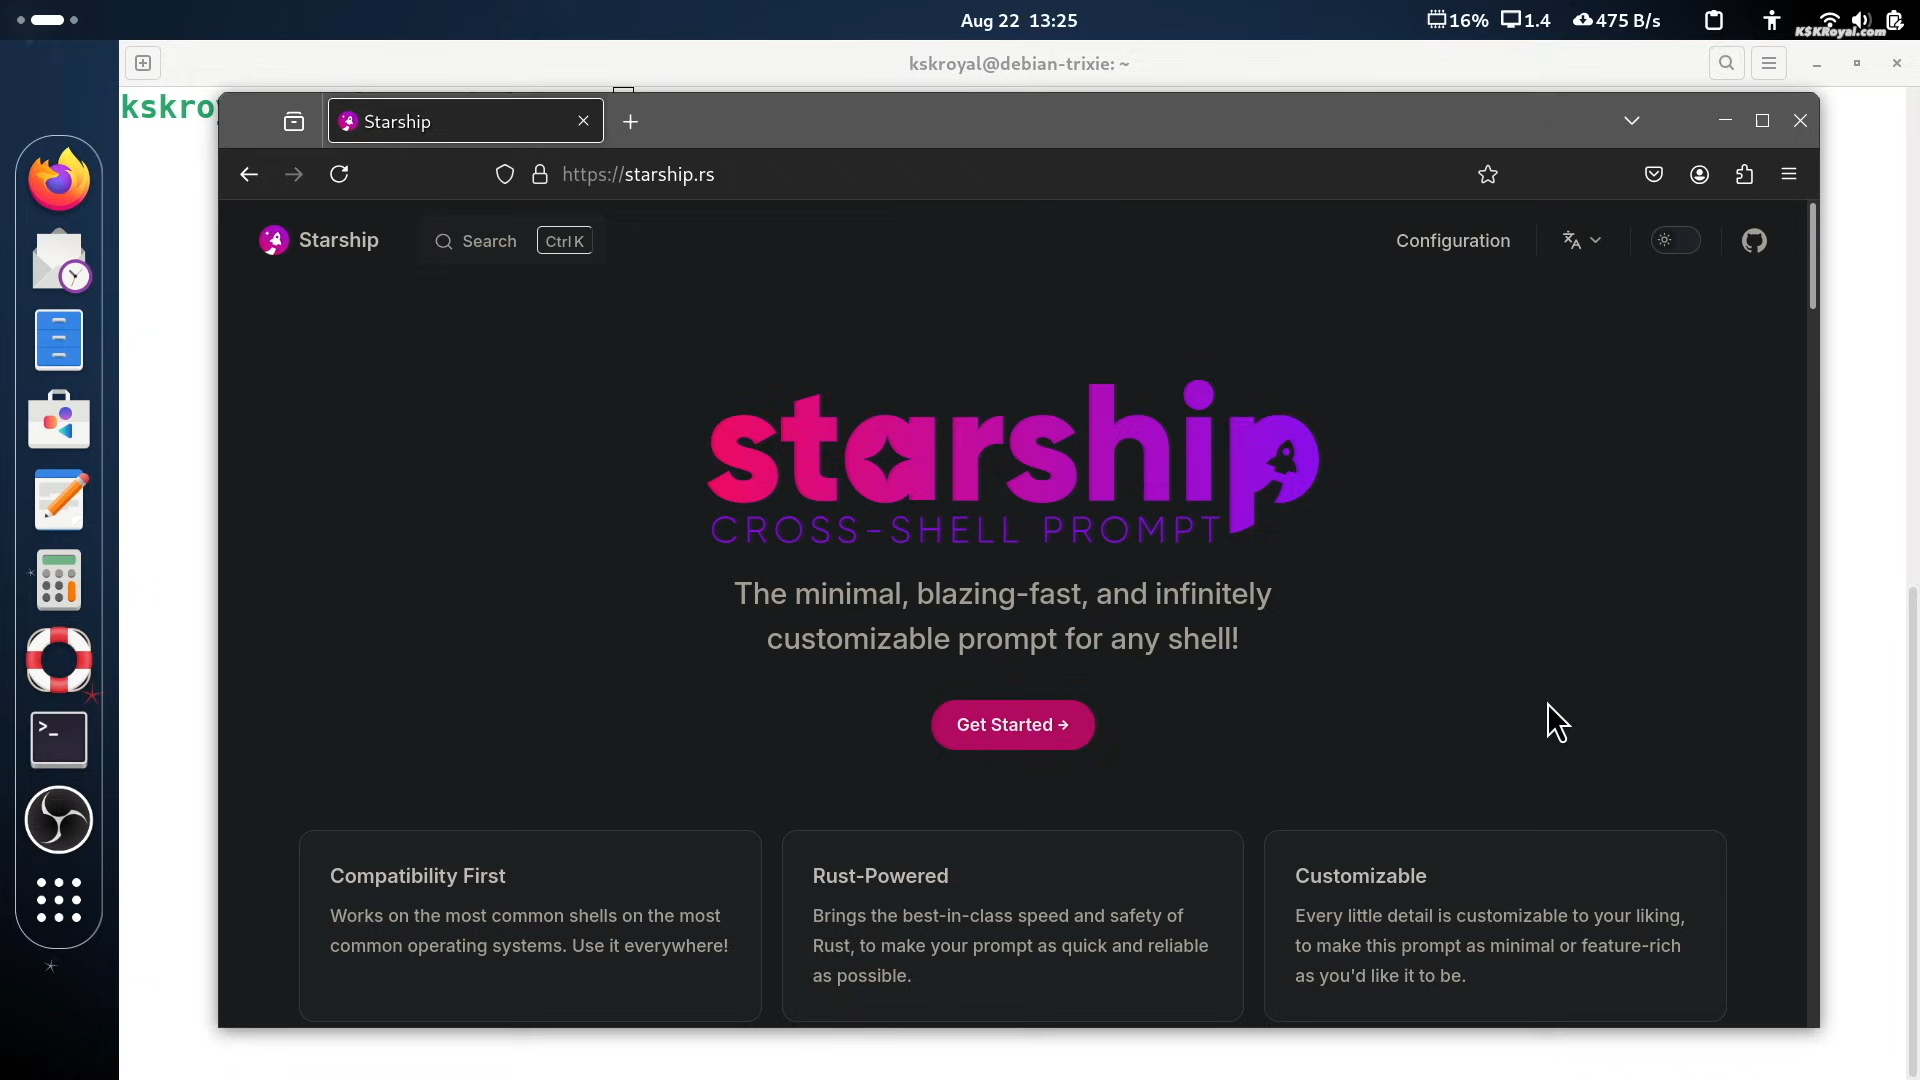 Aug 22 13:25
16% 1.4 475 B/s
K$KRoyal.com
kskroyal@debian-trixie: ~
kskro
Starship
https://starship.rs
Starship Search Ctrl K Configuration
starship
CROSS-SHELL PROMPT
The minimal, blazing-fast, and infinitely
customizable prompt for any shell!
Get Started →
Compatibility First
Works on the most common shells on the most
common operating systems. Use it everywhere!
Rust-Powered
Brings the best-in-class speed and safety of
Rust, to make your prompt as quick and reliable
as possible.
Customizable
Every little detail is customizable to your liking,
to make this prompt as minimal or feature-rich
as you'd like it to be.